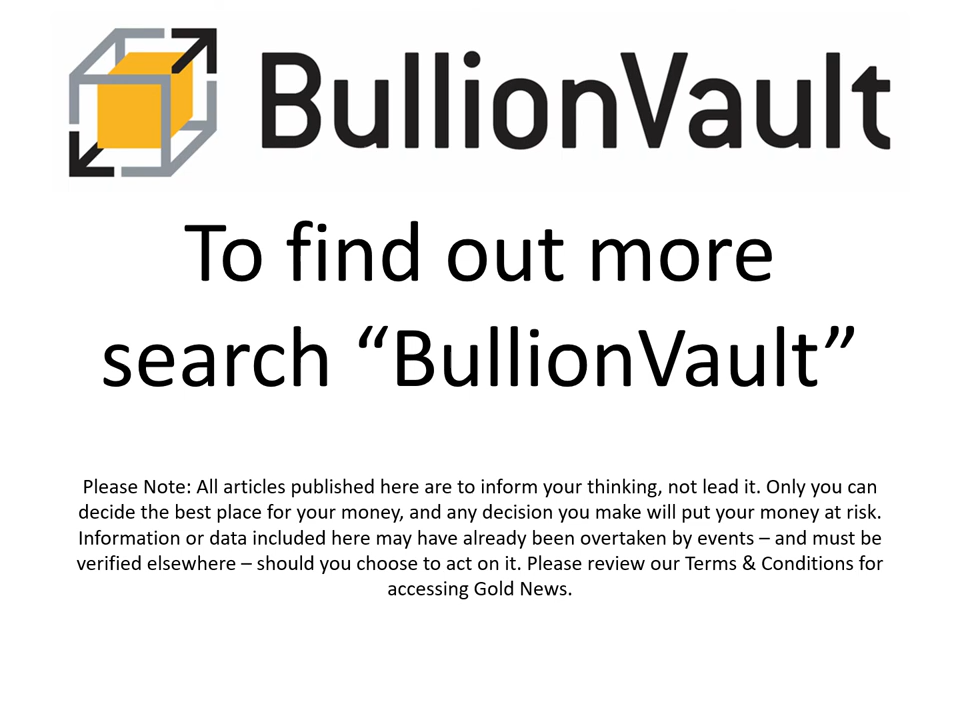 BullionVault
To find out more
search “BullionVault”
Please Note: All articles published here are to inform your thinking, not lead it. Only you can
decide the best place for your money, and any decision you make will put your money at risk.
Information or data included here may have already been overtaken by events – and must be
verified elsewhere – should you choose to act on it. Please review our Terms & Conditions for
accessing Gold News.